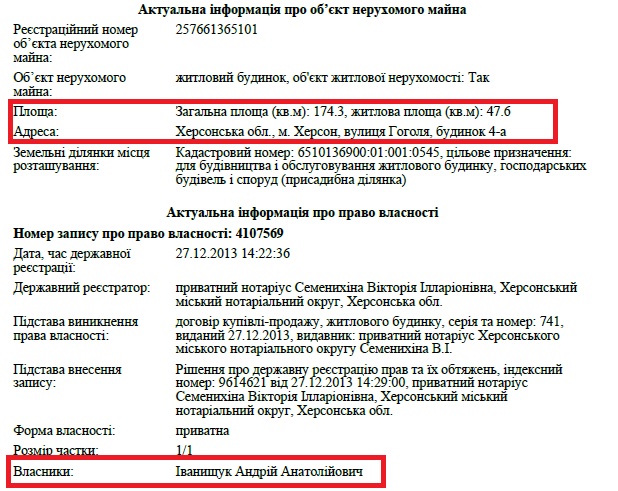 Актуальна інформація про об’єкт нерухомого майна
Реєстраційний номер 257661365101
об’єкта нерухомого
майна:
Об’єкт нерухомого житловий будинок, об'єкт житлової нерухомості: Так
майна:
Площа: Загальна площа (кв.м): 174.3, житлова площа (кв.м): 47.6
Адреса: Херсонська обл., м. Херсон, вулиця Гоголя, будинок 4-а
Земельні ділянки місця Кадастровий номер: 6510136900:01:001:0545, цільове призначення:
розташування: для будівництва і обслуговування житлового будинку, господарських
будівель і споруд (присадибна ділянка)
Актуальна інформація про право власності
Номер запису про право власності: 4107569
Дата, час державної 27.12.2013 14:22:36
реєстрації:
Державний реєстратор: приватний нотаріус Семенихіна Вікторія Ілларіонівна, Херсонський
міський нотаріальний округ, Херсонська обл.
Підстава виникнення договір купівлі-продажу, житлового будинку, серія та номер: 741,
права власності: виданий 27.12.2013, видавник: приватний нотаріус Херсонського
міського нотаріального округу Семенихіна В.І.
Підстава внесення Рішення про державну реєстрацію прав та їх обтяжень, індексний
запису: номер: 9614621 від 27.12.2013 14:29:00, приватний нотаріус
Семенихіна Вікторія Ілларіонівна, Херсонський міський
нотаріальний округ, Херсонська обл.
Форма власності: приватна
Розмір частки: 1/1
Власники: Іванищук Андрій Анатолійович